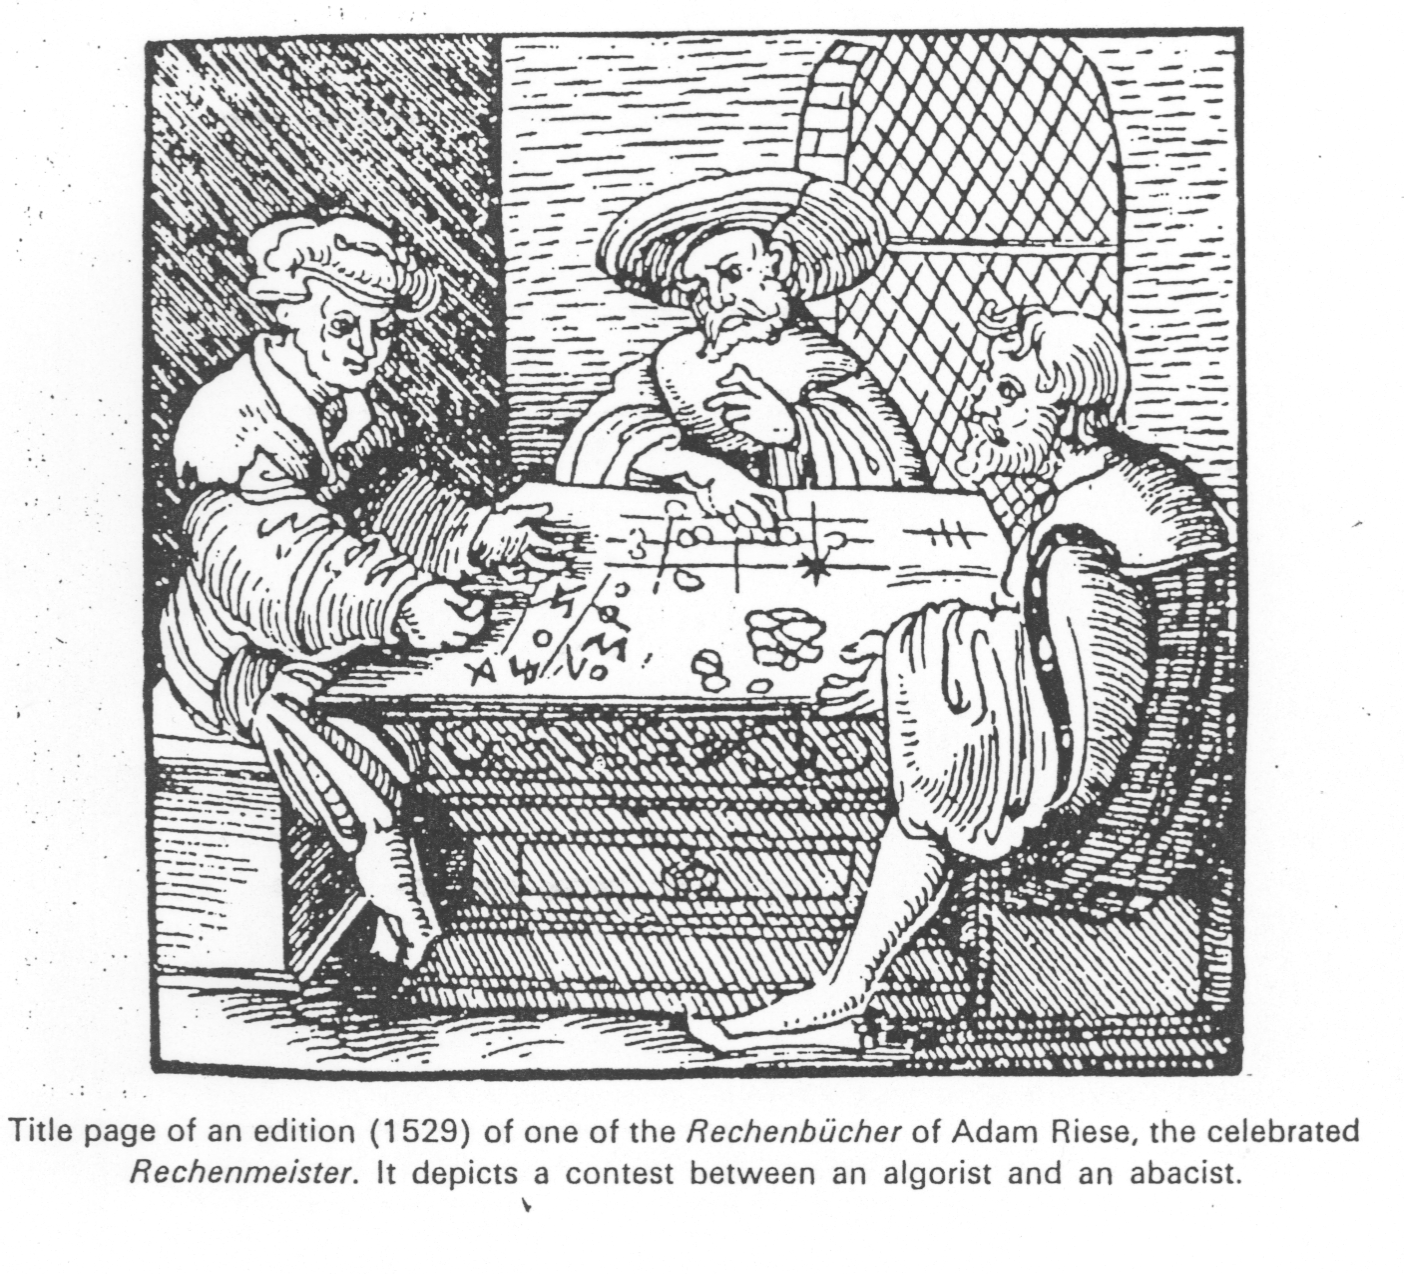 Title page of an edition (1529) of one of the Rechenbücher of Adam Riese, the celebrated
Rechenmeister. It depicts a contest between an algorist and an abacist.